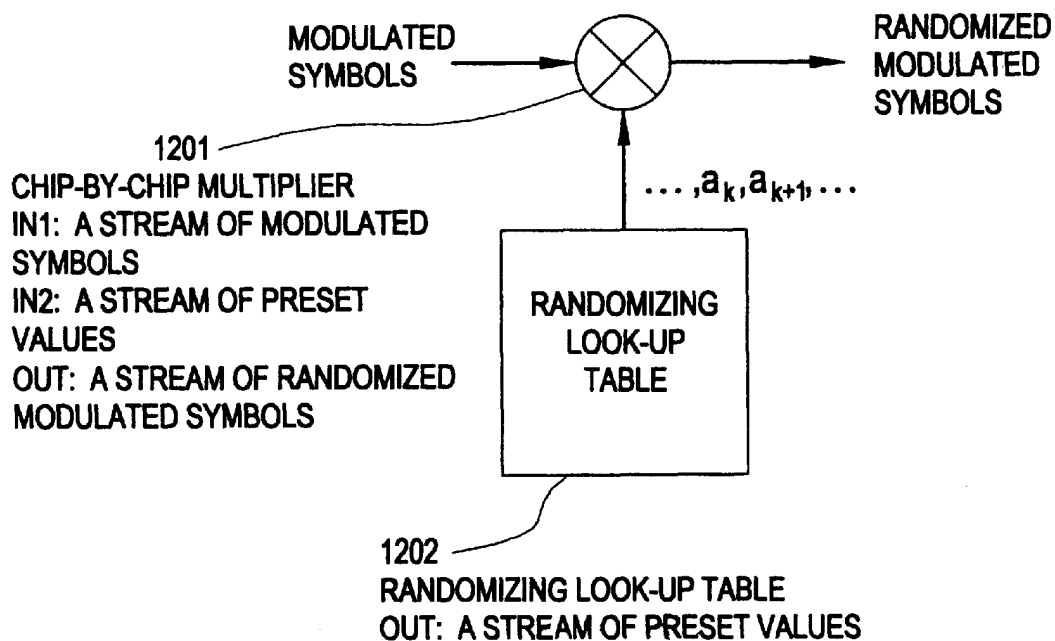 MODULATED
SYMBOLS
RANDOMIZED
MODULATED
SYMBOLS
1201
CHIP-BY-CHIP MULTIPLIER
IN1: A STREAM OF MODULATED
SYMBOLS
IN2: A STREAM OF PRESET
VALUES
OUT: A STREAM OF RANDOMIZED
MODULATED SYMBOLS
... ,a_k,a_{k+1},...
RANDOMIZING
LOOK-UP
TABLE
1202
RANDOMIZING LOOK-UP TABLE
OUT: A STREAM OF PRESET VALUES